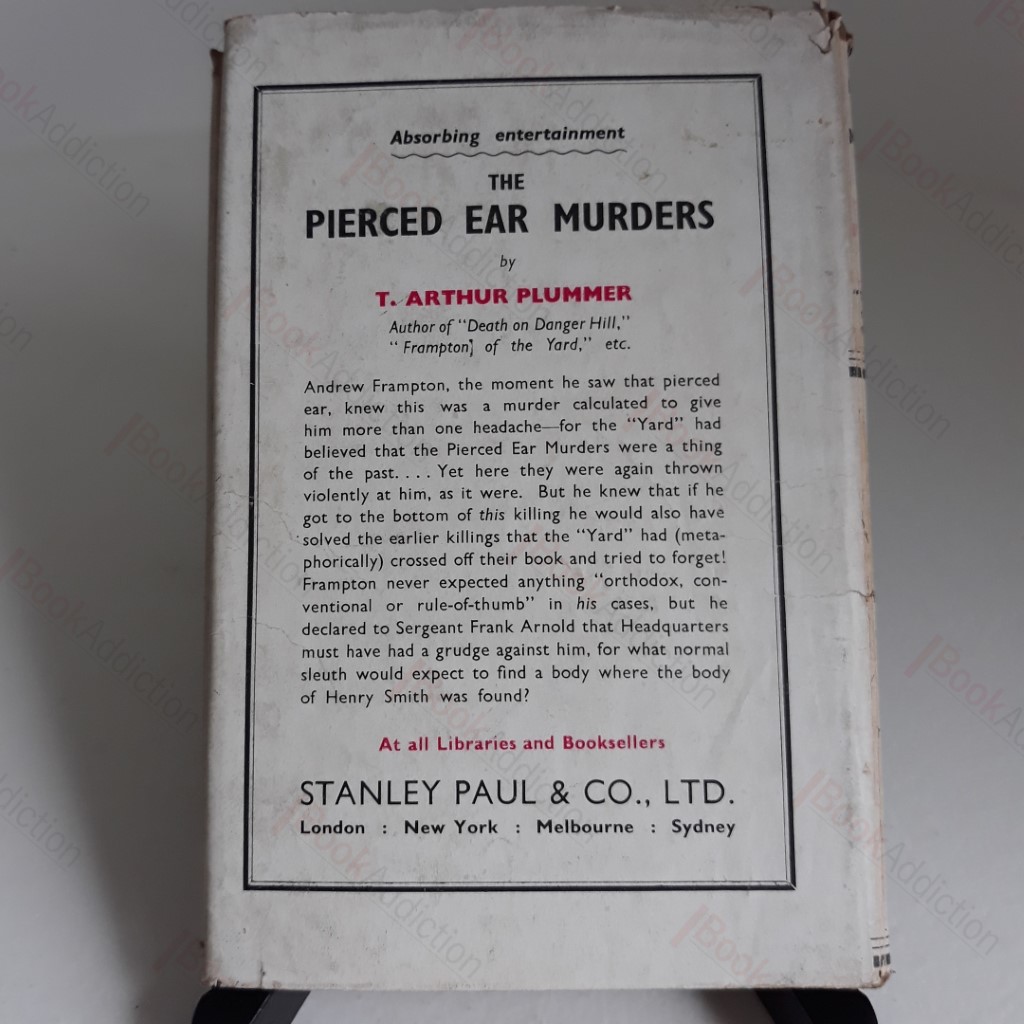 Absorbing entertainment
THE
PIERCED EAR MURDERS
by
T. ARTHUR PLUMMER
Author of "Death on Danger Hill,"
"Frampton] of the Yard," etc.
Andrew Frampton, the moment he saw that pierced
ear, knew this was a murder calculated to give
him more than one headache—for the "Yard" had
believed that the Pierced Ear Murders were a thing
of the past. . . . Yet here they were again thrown
violently at him, as it were. But he knew that if he
got to the bottom of this killing he would also have
solved the earlier killings that the "Yard" had (meta-
phorically) crossed off their book and tried to forget!
Frampton never expected anything "orthodox, con-
ventional or rule-of-thumb" in his cases, but he
declared to Sergeant Frank Arnold that Headquarters
must have had a grudge against him, for what normal
sleuth would expect to find a body where the body
of Henry Smith was found?
At all Libraries and Booksellers
STANLEY PAUL & CO., LTD.
London : New York : Melbourne : Sydney
BookAddiction